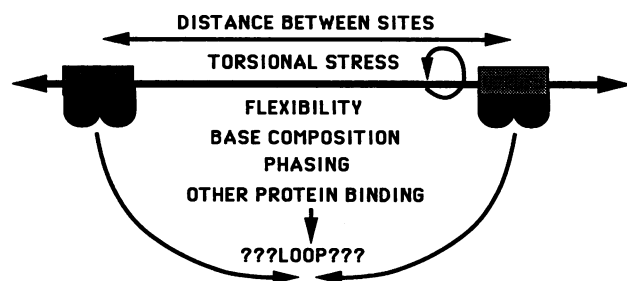 DISTANCE BETWEEN SITES
TORSIONAL STRESS
FLEXIBILITY
BASE COMPOSITION
PHASING
OTHER PROTEIN BINDING
???LOOP???